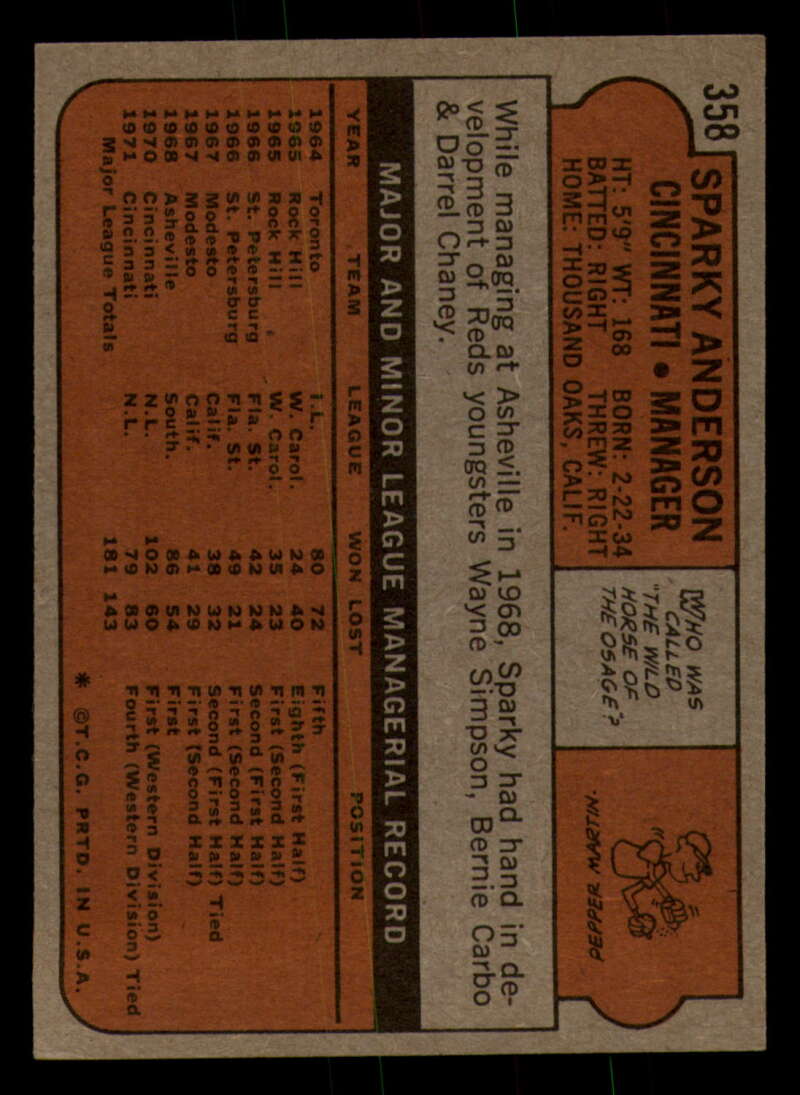 358
SPARKY ANDERSON
CINCINNATI • MANAGER
HT: 5'9" WT: 168 BORN: 2-22-34
BATTED: RIGHT THREW: RIGHT
HOME: THOUSAND OAKS, CALIF.
WHO WAS
CALLED
"THE WILD
HORSE OF
THE OSAGE"?
PEPPER MARTIN.
While managing at Asheville in 1968, Sparky had hand in de-
velopment of Reds youngsters Wayne Simpson, Bernie Carbo
& Darrel Chaney.
MAJOR AND MINOR LEAGUE MANAGERIAL RECORD
YEAR TEAM LEAGUE WON LOST POSITION
1964 Toronto I.L. 80 72 Fifth
1965 Rock Hill W. Carol. 24 40 Eighth (First Half)
1965 Rock Hill W. Carol. 35 23 First (Second Half)
1966 St. Petersburg Fla. St. 42 24 Second (First Half)
1966 St. Petersburg Fla. St. 49 21 First (Second Half)
1967 Modesto Calif. 38 32 Second (First Half) Tied
1967 Modesto Calif. 41 29 First (Second Half)
1968 Asheville South. 86 54 First
1970 Cincinnati N.L. 102 60 First (Western Division)
1971 Cincinnati N.L. 79 83 Fourth (Western Division) Tied
Major League Totals 181 143
* ©T.C.G. PRTD. IN U.S.A.